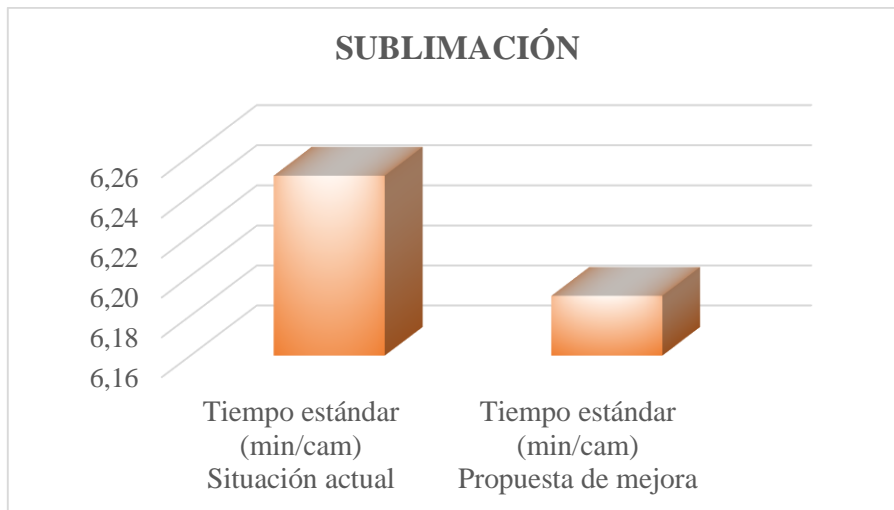 SUBLIMACIÓN
6,26
6,24
6,22
6,20
6,18
6,16
Tiempo estándar
(min/cam)
Situación actual
Tiempo estándar
(min/cam)
Propuesta de mejora